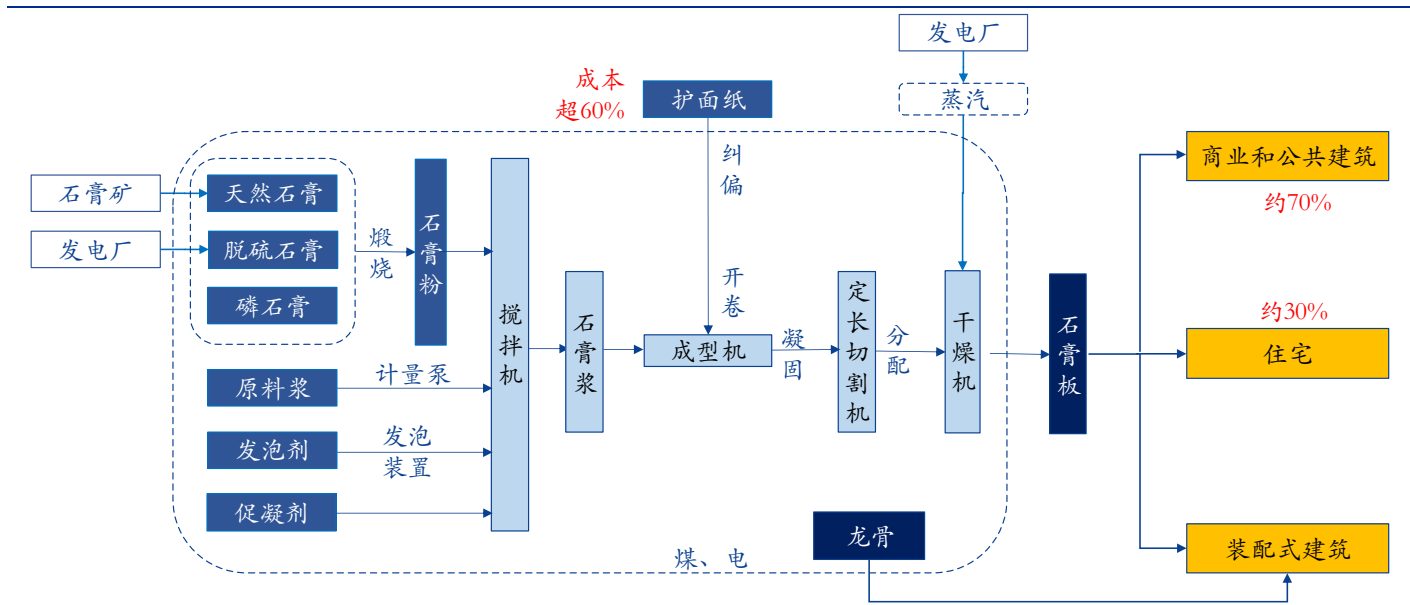 发电厂
成本
超60%
护面纸
蒸汽
纠偏
商业和公共建筑
约70%
石膏矿
天然石膏
发电厂
脱硫石膏
磷石膏
煅烧
石膏粉
搅拌机
石膏浆
开卷
成型机
凝固
定长切割机
分配
干燥机
石膏板
约30%
住宅
原料浆
计量泵
发泡剂
发泡
装置
促凝剂
龙骨
煤、电
装配式建筑